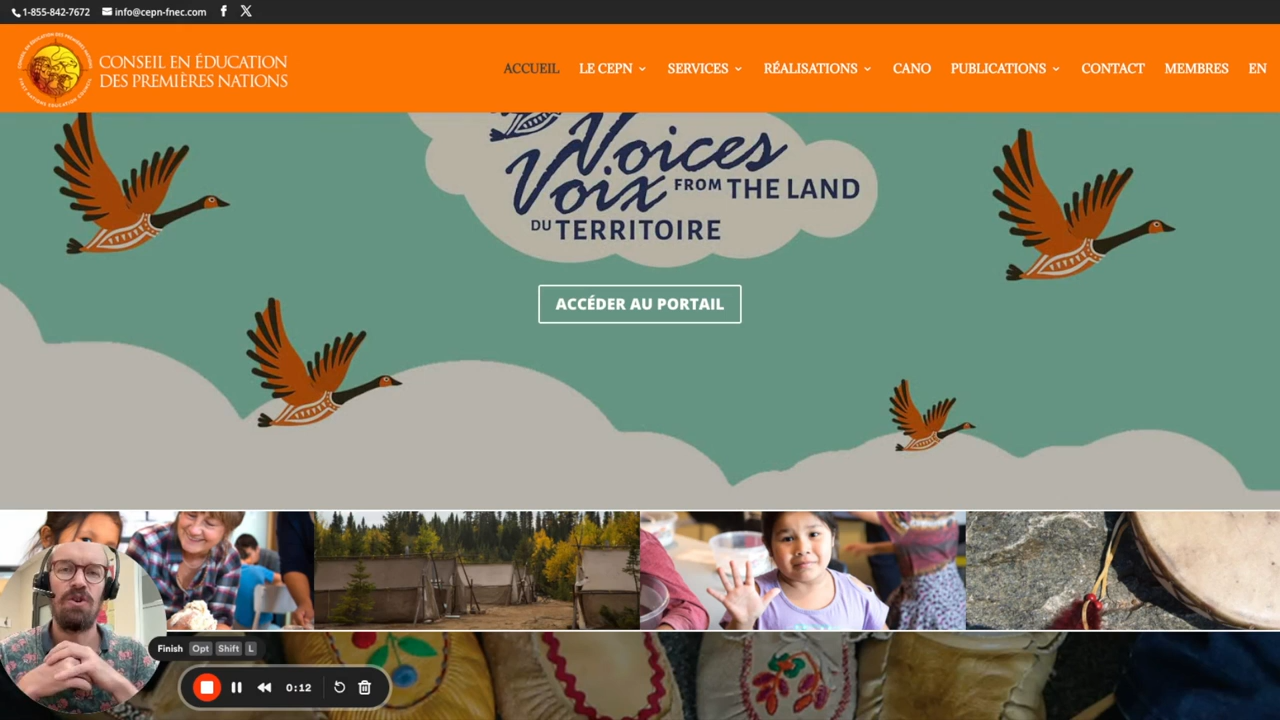 1-855-842-7672 info@cepn-fnec.com
CONSEIL EN ÉDUCATION
DES PREMIÈRES NATIONS
ACCUEIL LE CEPN SERVICES RÉALISATIONS CANO PUBLICATIONS CONTACT MEMBRES EN
Voices
FROM THE LAND
Voix
DU TERRITOIRE
ACCÉDER AU PORTAIL
Finish Opt Shift L
0:12